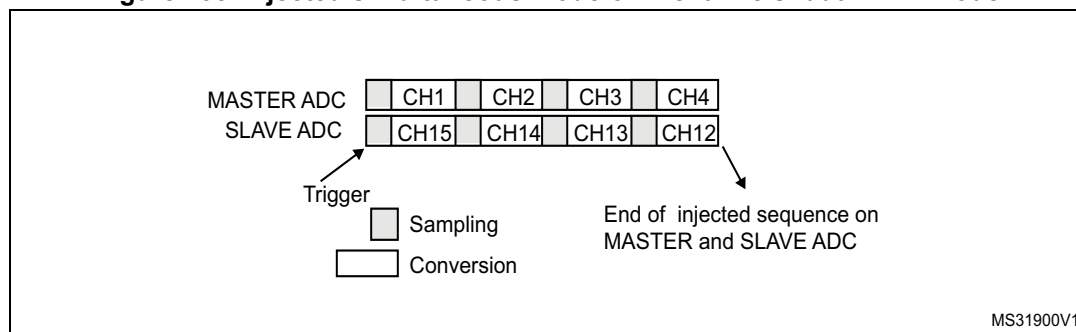 MASTER ADC CH1 CH2 CH3 CH4
SLAVE ADC CH15 CH14 CH13 CH12
Trigger
Sampling
Conversion
End of injected sequence on
MASTER and SLAVE ADC
MS31900V1